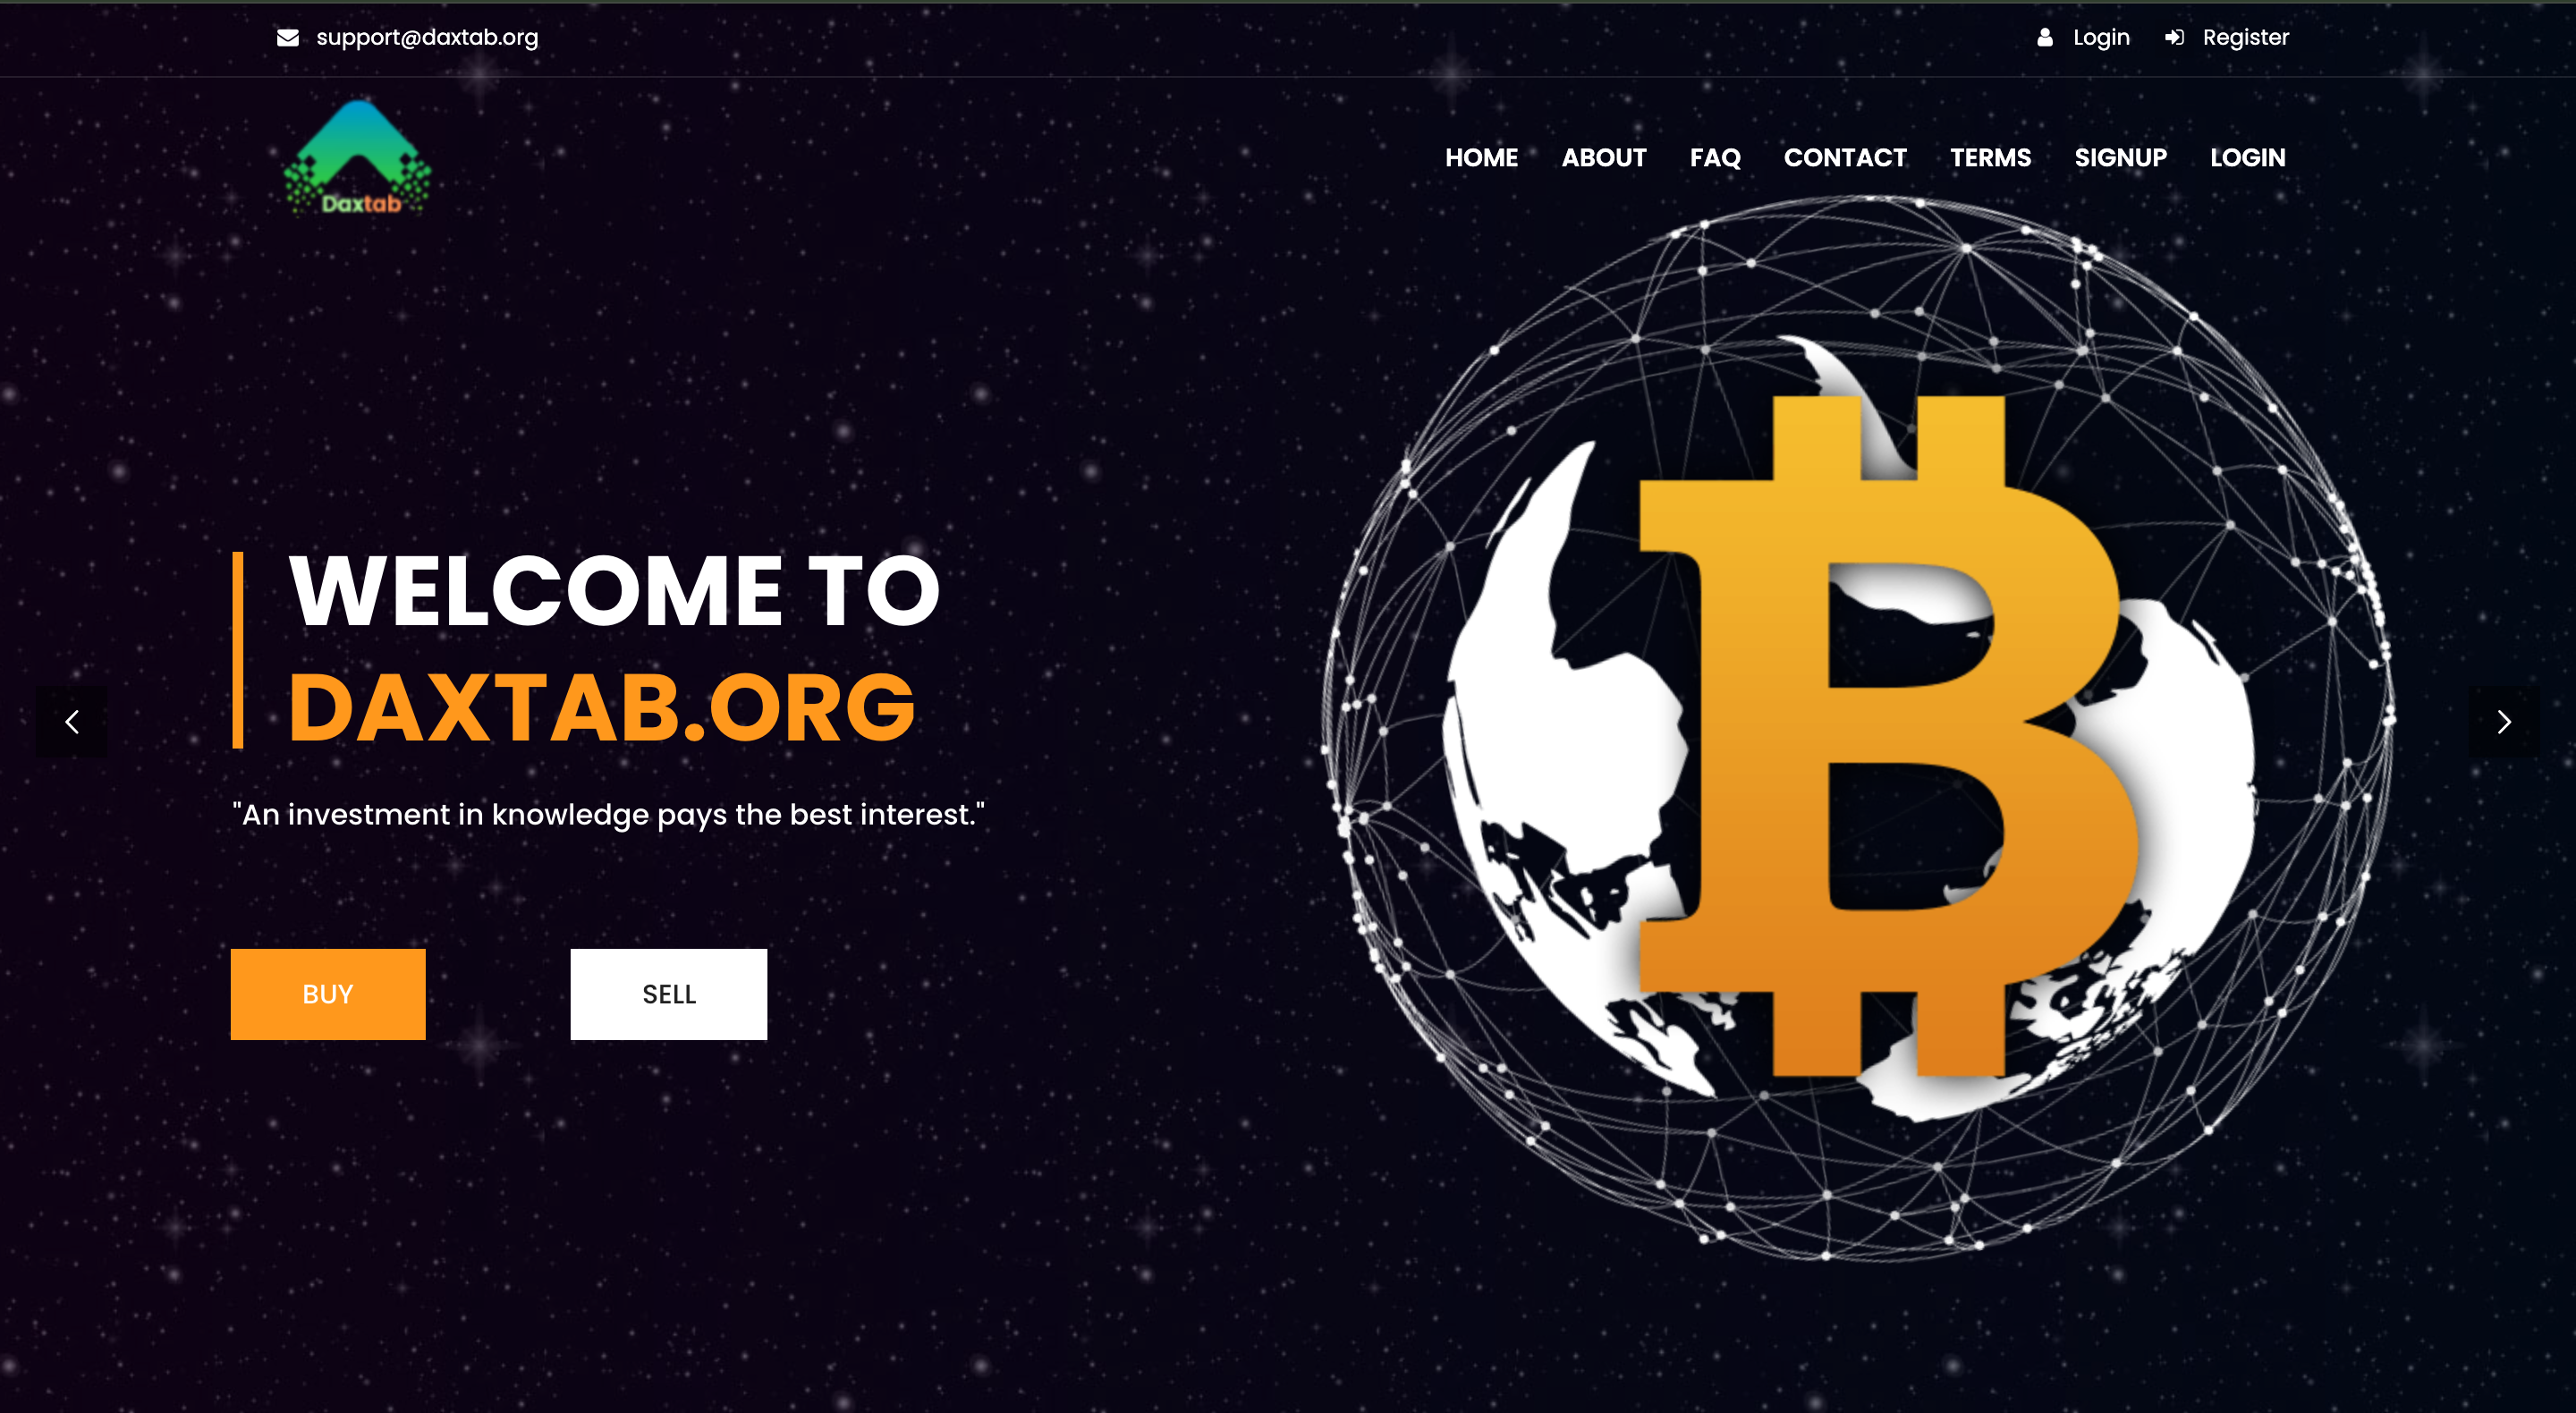 support@daxtab.org
Login Register
Daxtab
HOME ABOUT FAQ CONTACT TERMS SIGNUP LOGIN
WELCOME TO
DAXTAB.ORG
"An investment in knowledge pays the best interest."
BUY SELL